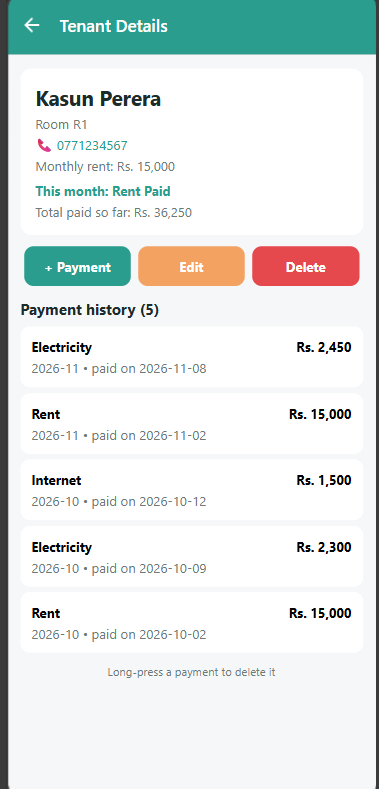 Tenant Details
Kasun Perera
Room R1
0771234567
Monthly rent: Rs. 15,000
This month: Rent Paid
Total paid so far: Rs. 36,250
+ Payment Edit Delete
Payment history (5)
Electricity Rs. 2,450
2026-11 • paid on 2026-11-08
Rent Rs. 15,000
2026-11 • paid on 2026-11-02
Internet Rs. 1,500
2026-10 • paid on 2026-10-12
Electricity Rs. 2,300
2026-10 • paid on 2026-10-09
Rent Rs. 15,000
2026-10 • paid on 2026-10-02
Long-press a payment to delete it